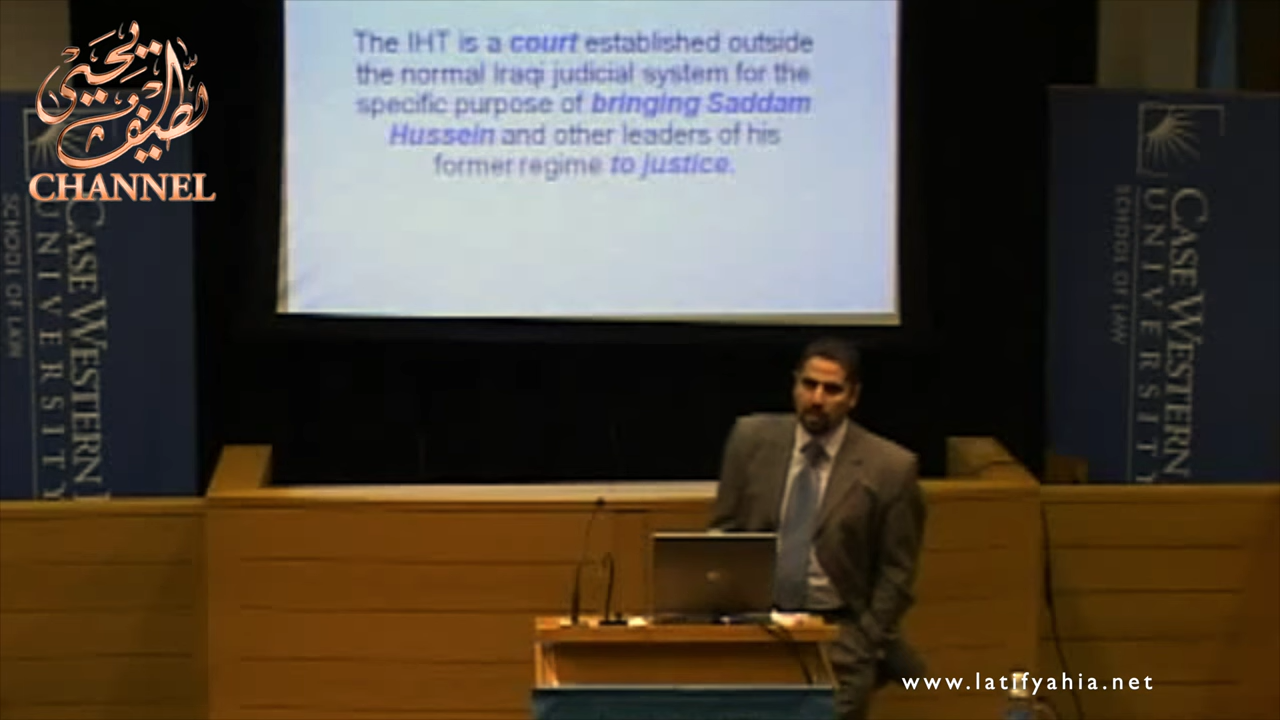 لطيف يحيى
CHANNEL
The IHT is a court established outside
the normal Iraqi judicial system for the
specific purpose of bringing Saddam
Hussein and other leaders of his
former regime to justice.
CASE WESTERN
UNIVERSITY
SCHOOL OF LAW
CASE WESTERN
UNIVERSITY
SCHOOL OF LAW
www.latifyahia.net